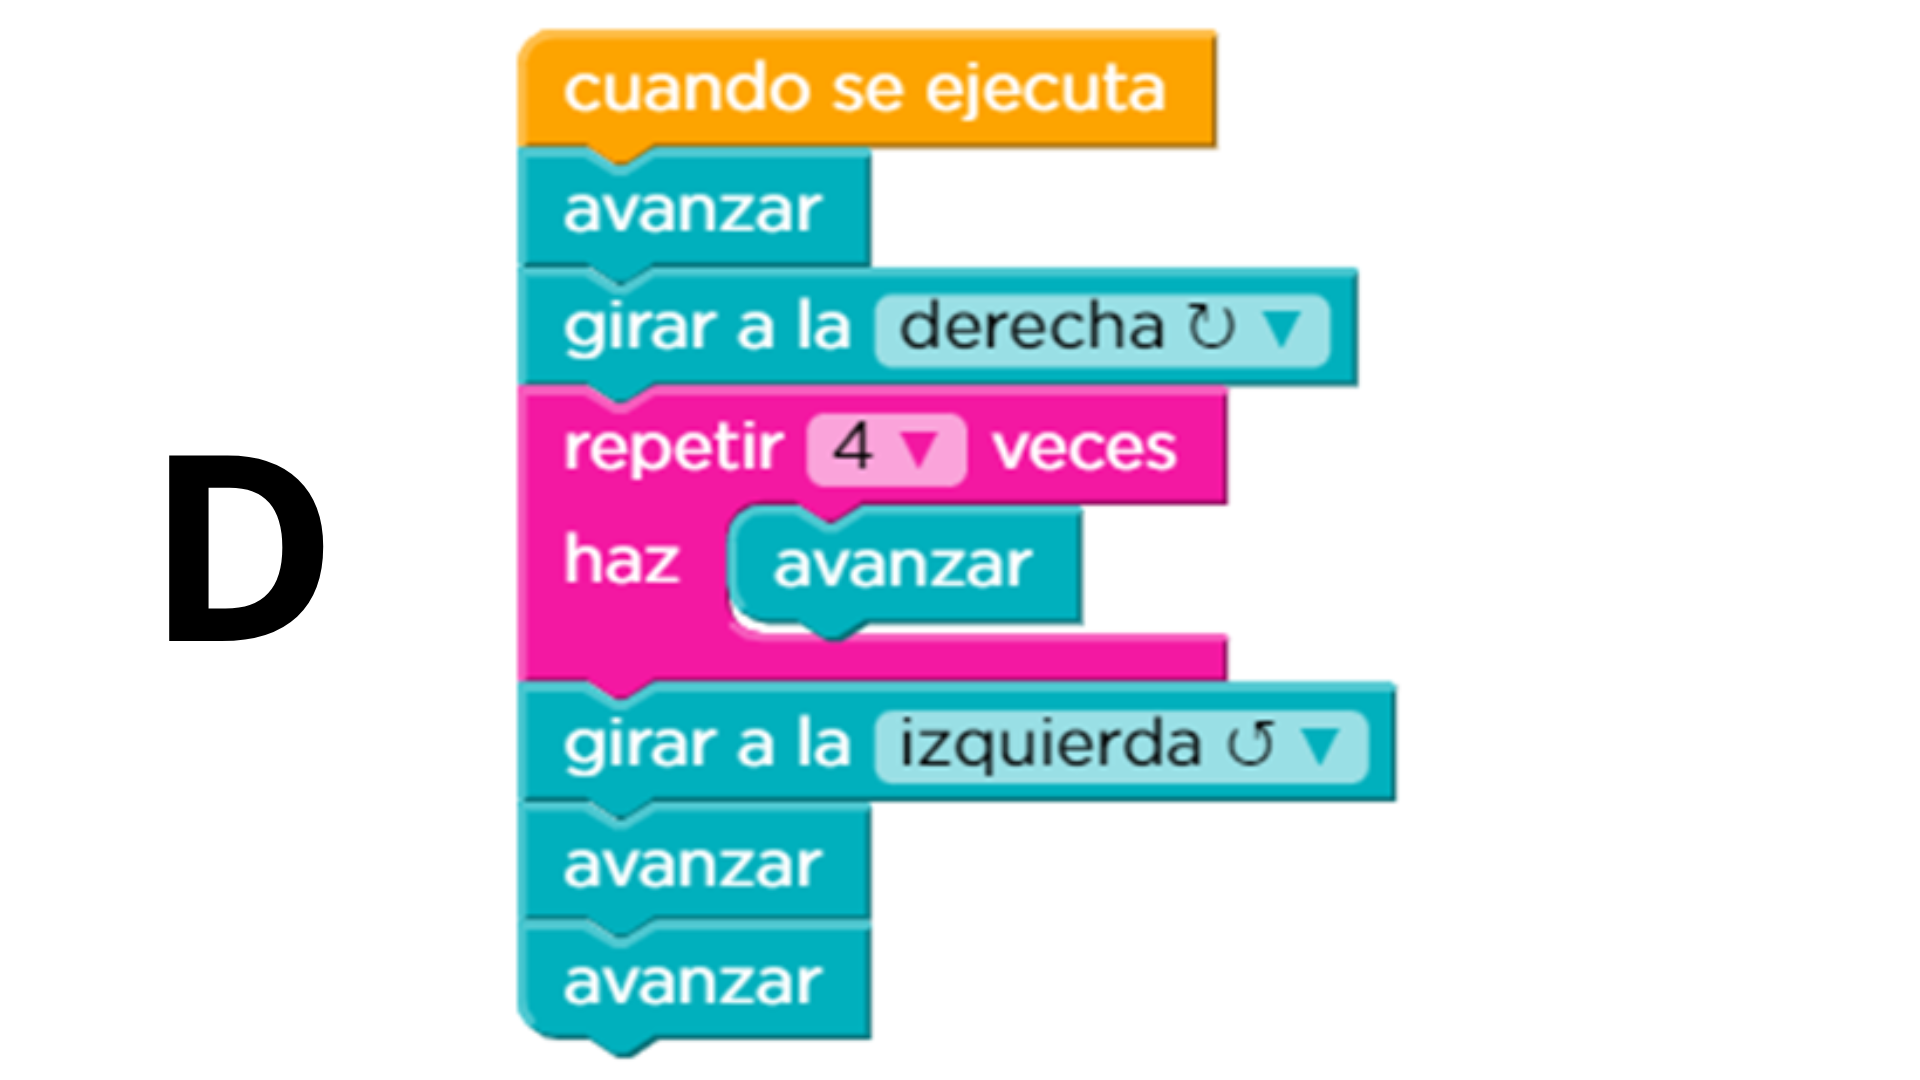 cuando se ejecuta
avanzar
girar a la derecha ↻ ▼
repetir 4 ▼ veces
haz avanzar
girar a la izquierda ↺ ▼
avanzar
avanzar
D